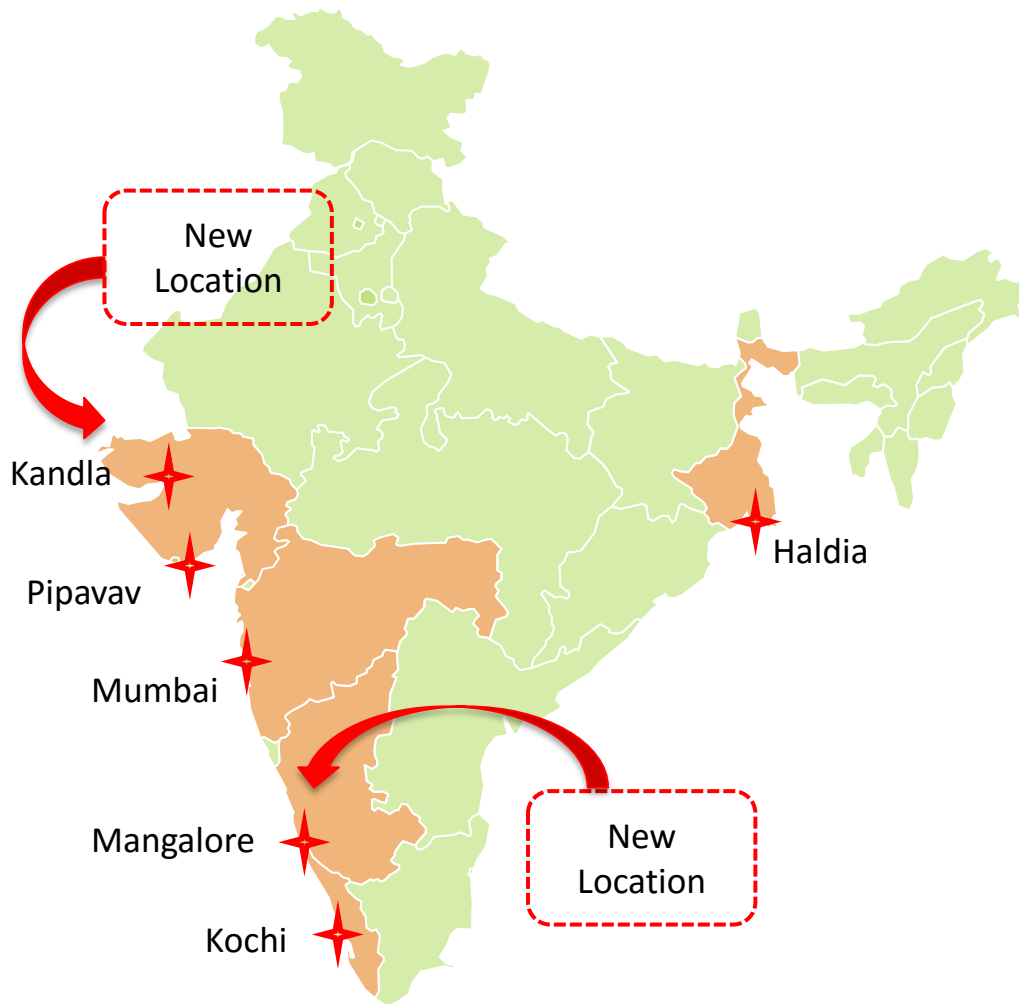 New
Location
Kandla
Haldia
Pipavav
Mumbai
Mangalore
New
Location
Kochi